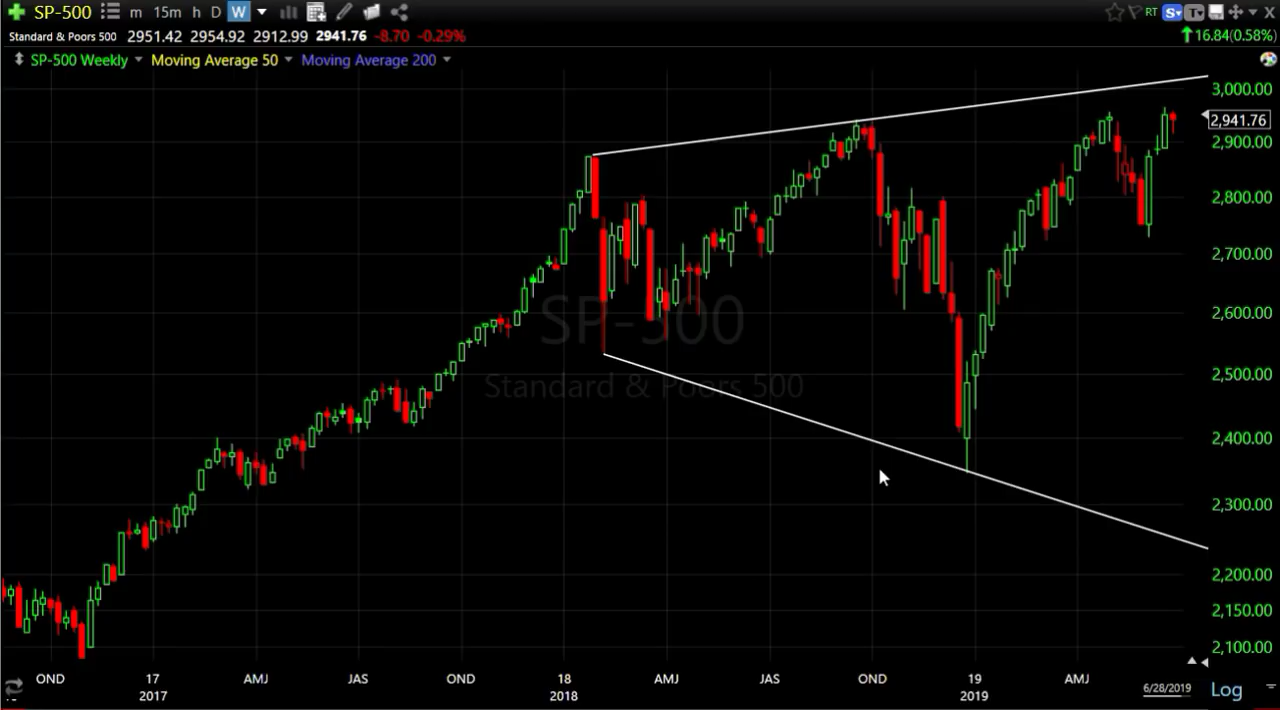 SP-500 m 15m h D W RT S T X
Standard & Poors 500 2951.42 2954.92 2912.99 2941.76 -8.70 -0.29% 16.84(0.58%)
SP-500 Weekly Moving Average 50 Moving Average 200
3,000.00
2,941.76
2,900.00
2,800.00
2,700.00
2,600.00
SP-500
2,500.00
Standard & Poors 500
2,400.00
2,300.00
2,200.00
2,150.00
2,100.00
OND 17 AMJ JAS OND 18 AMJ JAS OND 19 AMJ 6/28/2019 Log
2017 2018 2019